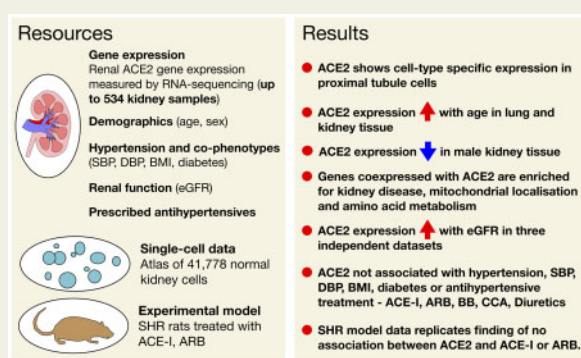 Resources
Gene expression
Renal ACE2 gene expression
measured by RNA-sequencing (up
to 534 kidney samples)
Demographics (age, sex)
Hypertension and co-phenotypes
(SBP, DBP, BMI, diabetes)
Renal function (eGFR)
Prescribed antihypertensives
Single-cell data
Atlas of 41,778 normal
kidney cells
Experimental model
SHR rats treated with
ACE-I, ARB
Results
ACE2 shows cell-type specific expression in
proximal tubule cells
ACE2 expression with age in lung and
kidney tissue
ACE2 expression in male kidney tissue
Genes coexpressed with ACE2 are enriched
for kidney disease, mitochondrial localisation
and amino acid metabolism
ACE2 expression with eGFR in three
independent datasets
ACE2 not associated with hypertension, SBP,
DBP, BMI, diabetes or antihypertensive
treatment - ACE-I, ARB, BB, CCA, Diuretics
SHR model data replicates finding of no
association between ACE2 and ACE-I or ARB.